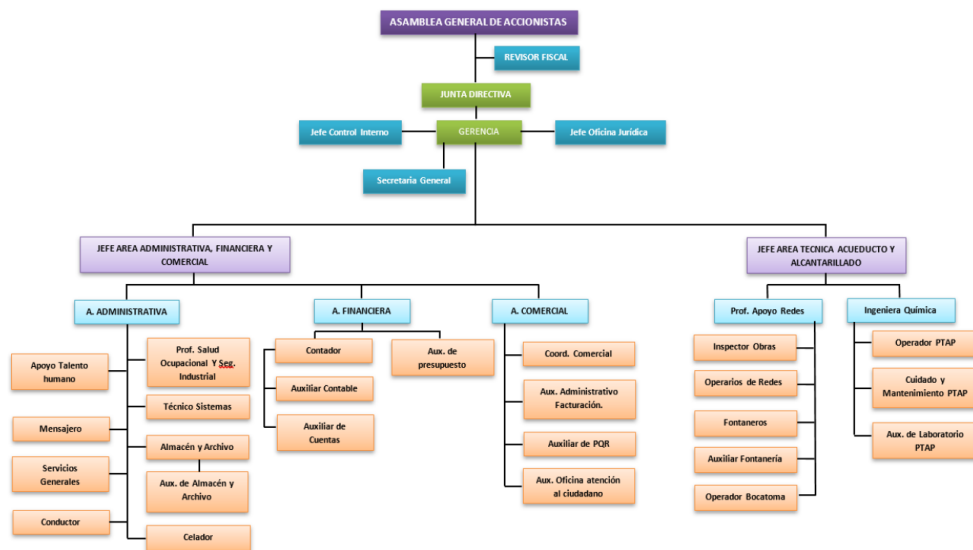 ASAMBLEA GENERAL DE ACCIONISTAS
REVISOR FISCAL
JUNTA DIRECTIVA
Jefe Control Interno
GERENCIA
Jefe Oficina Jurídica
Secretaria General
JEFE AREA ADMINISTRATIVA, FINANCIERA Y
COMERCIAL
JEFE AREA TECNICA ACUEDUCTO Y
ALCANTARILLADO
A. ADMINISTRATIVA
A. FINANCIERA
A. COMERCIAL
Prof. Apoyo Redes
Ingeniera Química
Apoyo Talento
humano
Prof. Salud
Ocupacional Y Seg.
Industrial
Técnico Sistemas
Mensajero
Almacén y Archivo
Servicios
Generales
Aux. de Almacén y
Archivo
Conductor
Celador
Contador
Aux. de
presupuesto
Auxiliar Contable
Auxiliar de
Cuentas
Coord. Comercial
Aux. Administrativo
Facturación.
Auxiliar de PQR
Aux. Oficina atención
al ciudadano
Inspector Obras
Operarios de Redes
Fontaneros
Auxiliar Fontanería
Operador Bocatoma
Operador PTAP
Cuidado y
Mantenimiento PTAP
Aux. de Laboratorio
PTAP